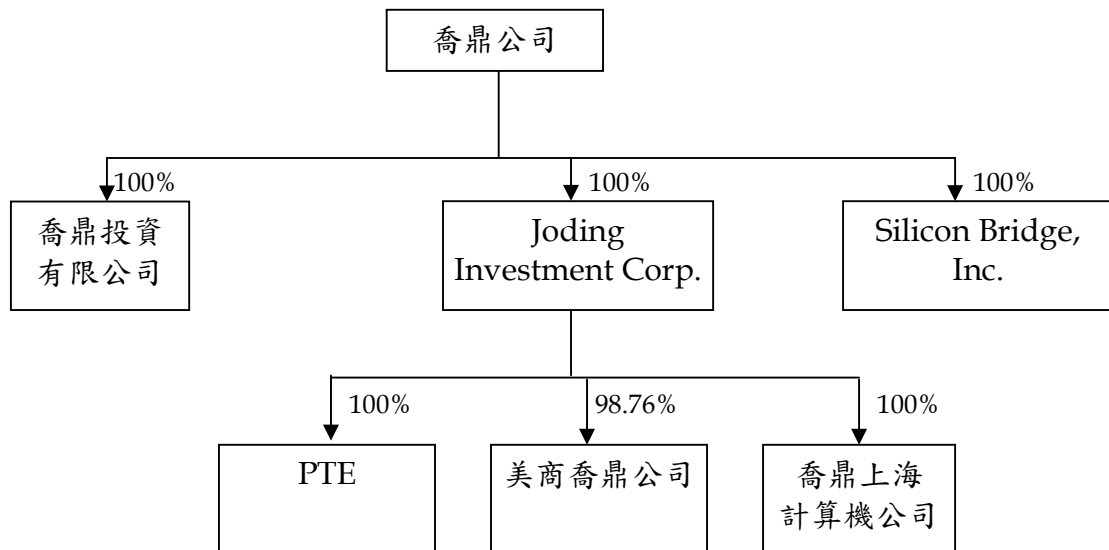 喬鼎公司
100%
100%
100%
喬鼎投資
有限公司
Joding
Investment Corp.
Silicon Bridge,
Inc.
100%
98.76%
100%
PTE
美商喬鼎公司
喬鼎上海
計算機公司